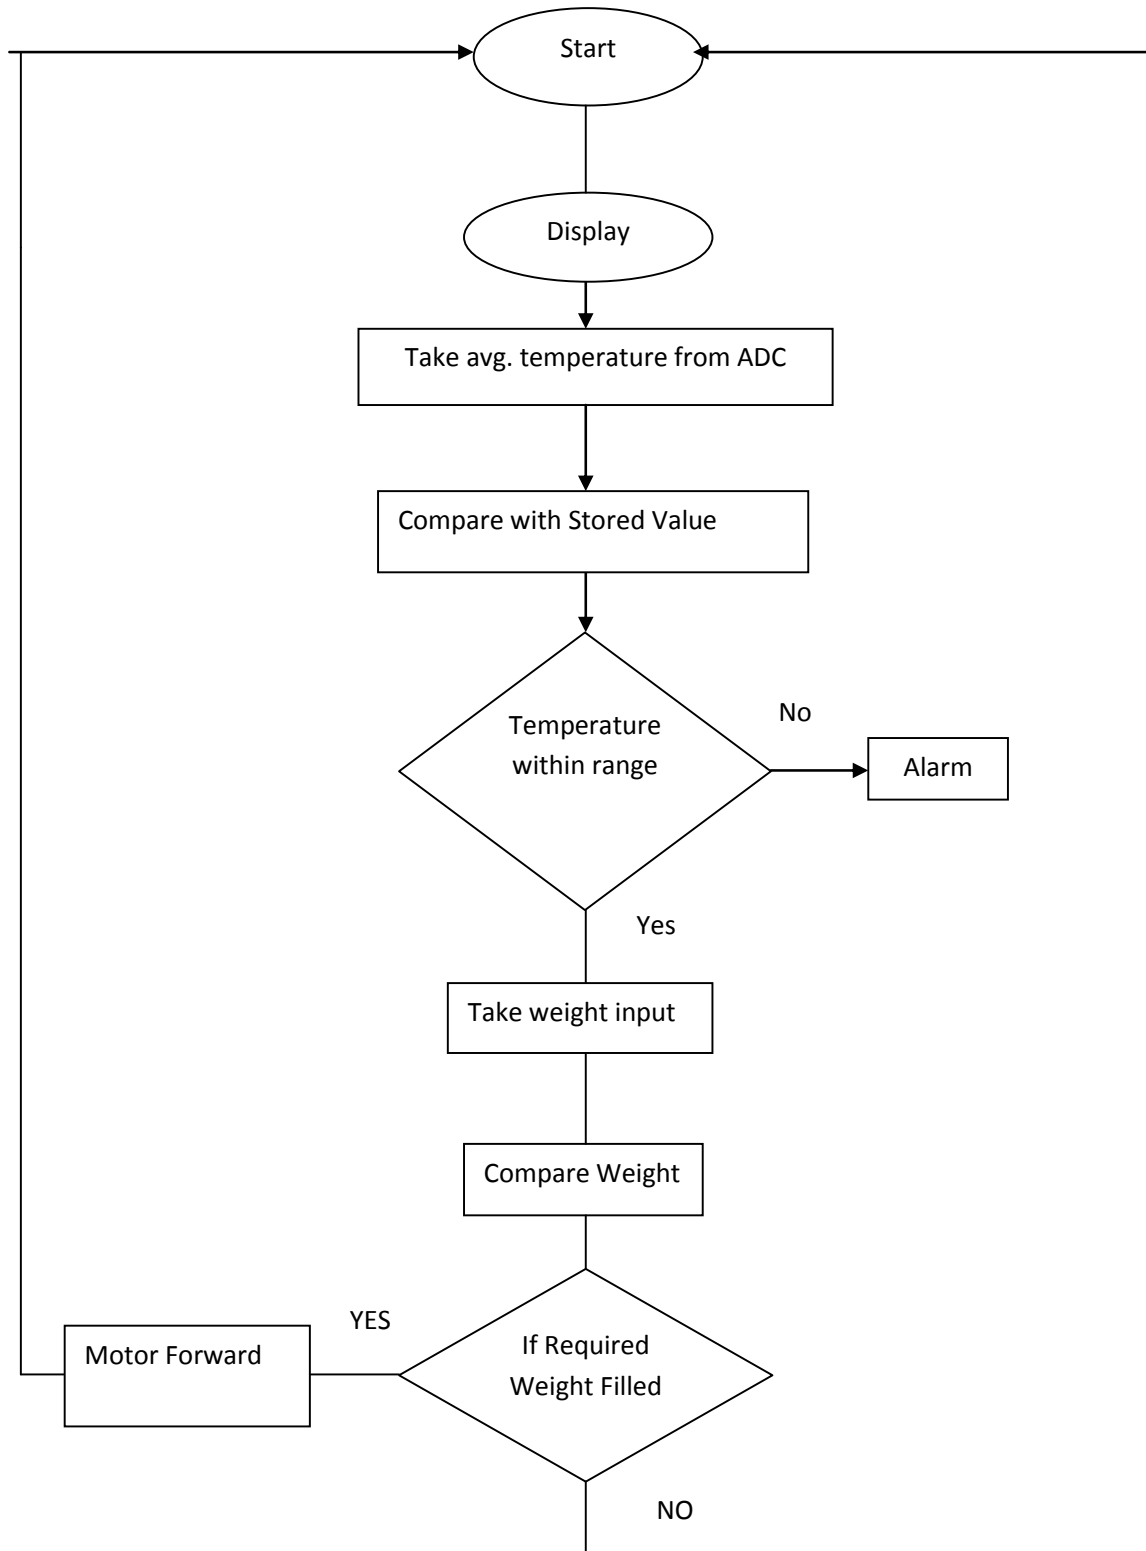 Start
Display
Take avg. temperature from ADC
Compare with Stored Value
Temperature
within range
No
Alarm
Yes
Take weight input
Compare Weight
If Required
Weight Filled
YES
Motor Forward
NO